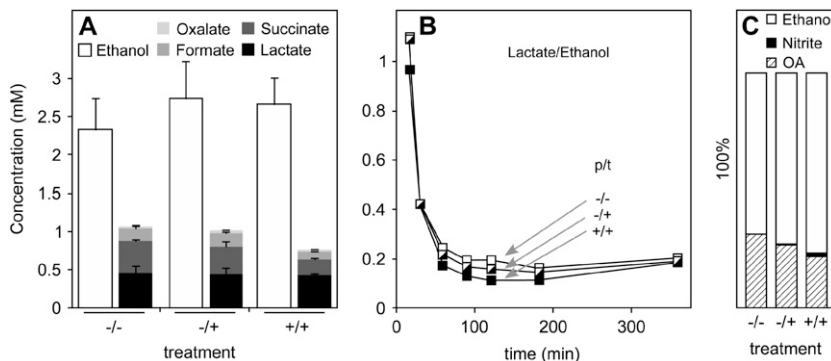 A
Oxalate
Succinate
Ethanol
Formate
Lactate
Concentration (mM)
3
2.5
2
1.5
1
0.5
0
-/-
-/+
+/+
treatment
B
Lactate/Ethanol
1
0.8
0.6
0.4
0.2
0
p/t
-/-
-/+
+/+
0
100
200
300
time (min)
C
Ethano
Nitrite
OA
100%
-/-
-/+
+/+
treatment